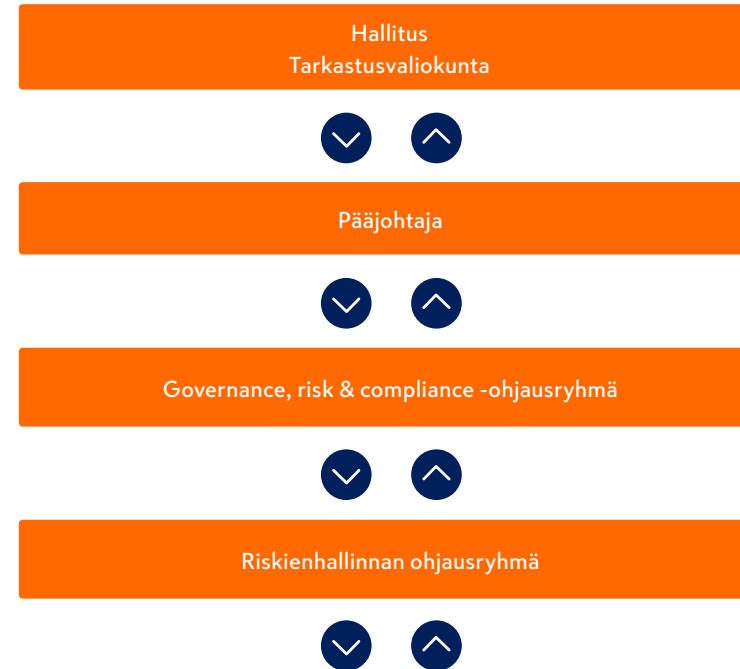 Hallitus
Tarkastusvaliokunta
Pääjohtaja
Governance, risk & compliance -ohjausryhmä
Riskienhallinnan ohjausryhmä